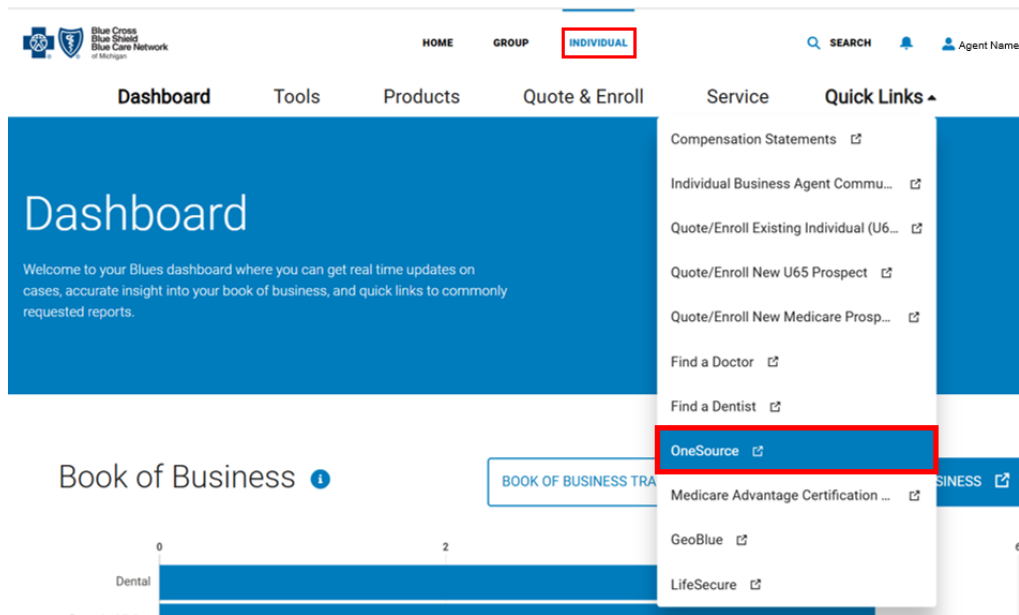 Blue Cross
Blue Shield
Blue Care Network
of Michigan
HOME GROUP INDIVIDUAL SEARCH Agent Name
Dashboard Tools Products Quote & Enroll Service Quick Links
Compensation Statements
Individual Business Agent Commu...
Quote/Enroll Existing Individual (U6...
Quote/Enroll New U65 Prospect
Quote/Enroll New Medicare Prosp...
Find a Doctor
Find a Dentist
OneSource
Medicare Advantage Certification ...
GeoBlue
LifeSecure
Dashboard
Welcome to your Blues dashboard where you can get real time updates on
cases, accurate insight into your book of business, and quick links to commonly
requested reports.
Book of Business
BOOK OF BUSINESS TRA
SINESS
0 2
Dental